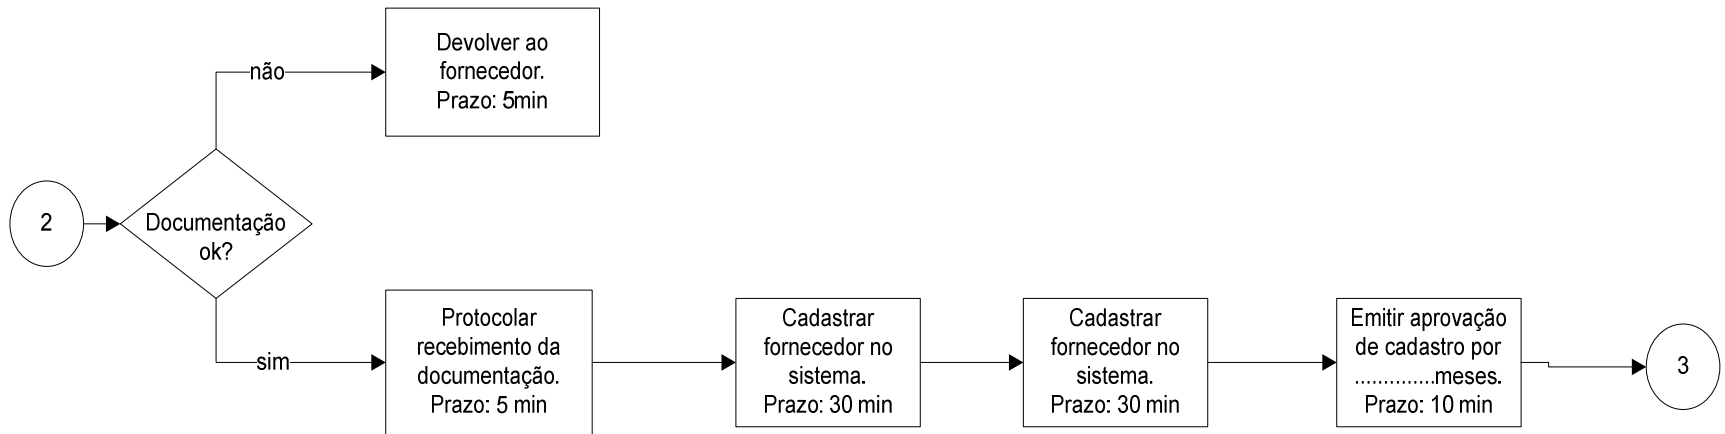 Devolver ao
fornecedor.
Prazo: 5min
não
2
Documentação
ok?
sim
Protocolar
recebimento da
documentação.
Prazo: 5 min
Cadastrar
fornecedor no
sistema.
Prazo: 30 min
Cadastrar
fornecedor no
sistema.
Prazo: 30 min
Emitir aprovação
de cadastro por
..............meses.
Prazo: 10 min
3